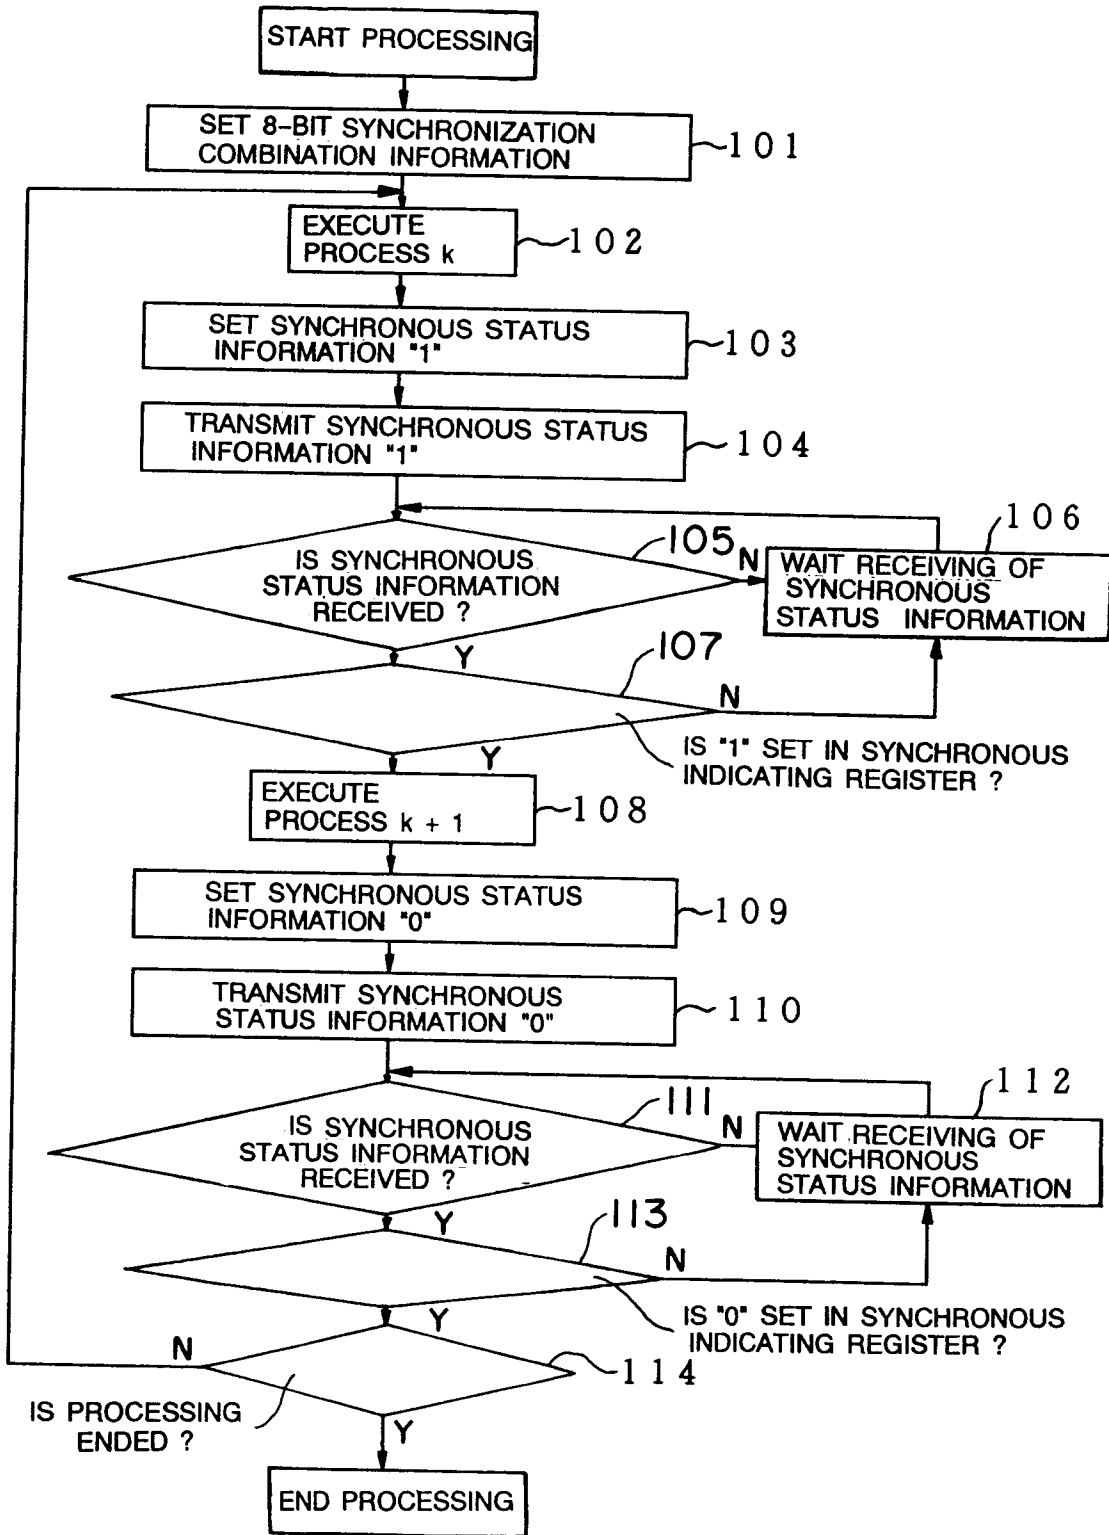 START PROCESSING
SET 8-BIT SYNCHRONIZATION
COMBINATION INFORMATION
101
EXECUTE
PROCESS k
102
SET SYNCHRONOUS STATUS
INFORMATION "1"
103
TRANSMIT SYNCHRONOUS STATUS
INFORMATION "1"
104
IS SYNCHRONOUS
STATUS INFORMATION
RECEIVED ?
105
N
106
WAIT RECEIVING OF
SYNCHRONOUS
STATUS INFORMATION
Y
107
N
IS "1" SET IN SYNCHRONOUS
INDICATING REGISTER ?
Y
EXECUTE
PROCESS k + 1
108
SET SYNCHRONOUS STATUS
INFORMATION "0"
109
TRANSMIT SYNCHRONOUS
STATUS INFORMATION "0"
110
IS SYNCHRONOUS
STATUS INFORMATION
RECEIVED ?
111
N
112
WAIT RECEIVING OF
SYNCHRONOUS
STATUS INFORMATION
Y
113
N
IS "0" SET IN SYNCHRONOUS
INDICATING REGISTER ?
Y
N
114
IS PROCESSING
ENDED ?
Y
END PROCESSING